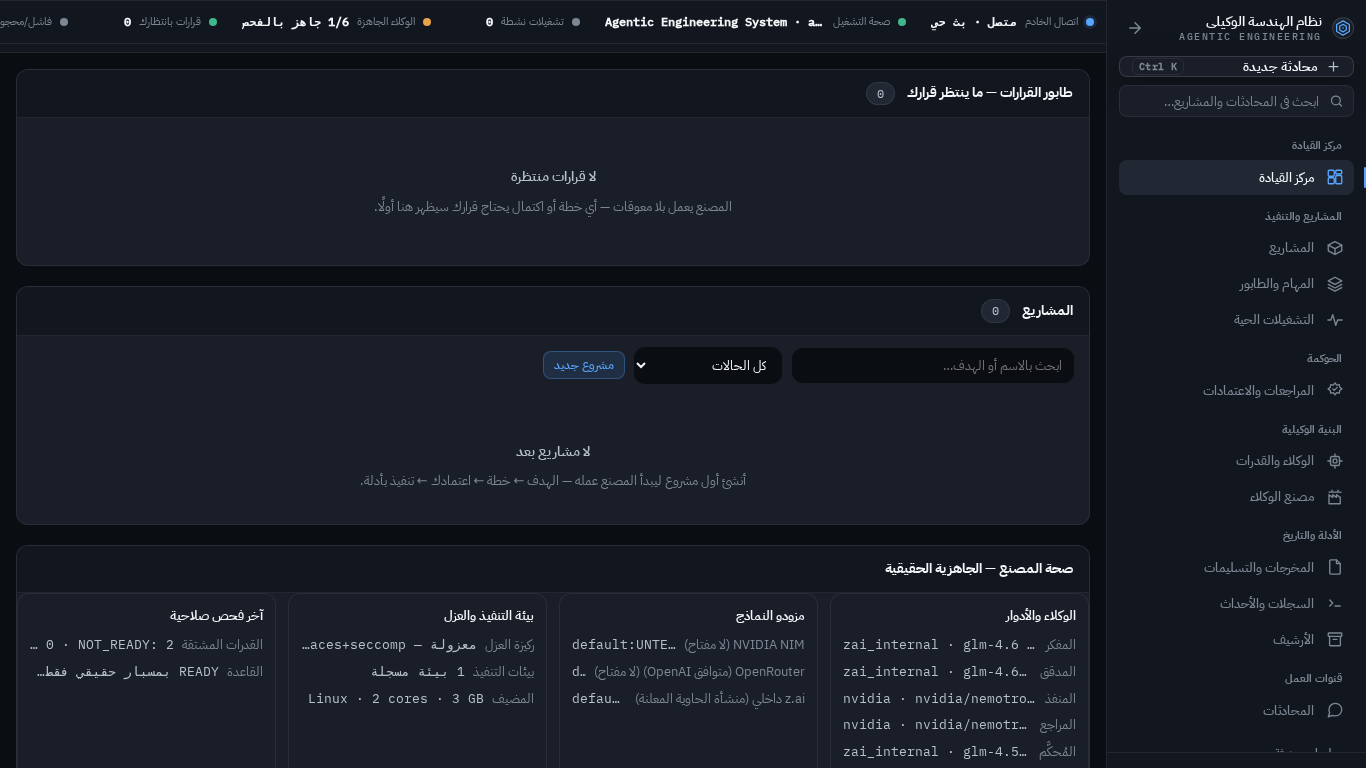 نظام الهندسة الوكيلي
AGENTIC ENGINEERING
محادثة جديدة Ctrl K
ابحث في المحادثات والمشاريع...
مركز القيادة
مركز القيادة
المشاريع والتنفيذ
المشاريع
المهام والطابور
التشغيلات الحية
الحوكمة
المراجعات والاعتمادات
البنية الوكيلية
الوكلاء والقدرات
مصنع الوكلاء
الأدلة والتاريخ
المخرجات والتسليمات
السجلات والأحداث
الأرشيف
قنوات العمل
المحادثات
اتصال الخادم متصل · بث حي
صحة التشغيل Agentic Engineering System · a…
تشغيلات نشطة 0
الوكلاء الجاهزة 1/6 جاهز بالفحص
قرارات بانتظارك 0
فاشل/محجو
طابور القرارات — ما ينتظر قرارك 0
لا قرارات منتظرة
المصنع يعمل بلا معوقات — أي خطة أو اكتمال يحتاج قرارك سيظهر هنا أولًا.
المشاريع 0
ابحث بالاسم أو الهدف... كل الحالات مشروع جديد
لا مشاريع بعد
أنشئ أول مشروع ليبدأ المصنع عمله — الهدف ← خطة ← اعتمادك ← تنفيذ بأدلة.
صحة المصنع — الجاهزية الحقيقية
الوكلاء والأدوار
المفكر zai_internal · glm-4.6 …
المدقق zai_internal · glm-4.6…
المنفذ nvidia · nvidia/nemotro…
المراجع nvidia · nvidia/nemotr…
المُحكَّم zai_internal · glm-4.5…
مزودو النماذج
NVIDIA NIM (لا مفتاح) default:UNTE…
OpenRouter (متوافق OpenAI) (لا مفتاح) d…
z.ai داخلي (منشأة الحاوية المعلنة) defau…
بيئة التنفيذ والعزل
ركيزة العزل معزولة — aces+seccomp…
بيئات التنفيذ 1 بيئة مسجلة
المضيف Linux · 2 cores · 3 GB
آخر فحص صلاحية
القدرات المشتقة NOT_READY: 2 · 0 …
القاعدة READY بمسبار حقيقي فقط…